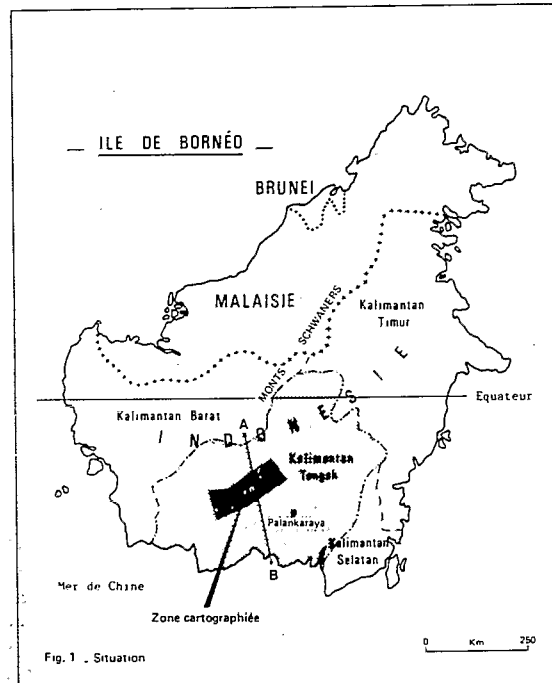 — ILE DE BORNÉO —
BRUNEI
MALAISIE
MONTS SCHWANERS
Kalimantan
Timur
Equateur
Kalimantan Barat
A
INDONESIE
Kalimantan
Tengah
Palankaraya
Kalimantan
Selatan
B
Mer de Chine
Zone cartographiée
0 Km 250
Fig. 1 _ Situation